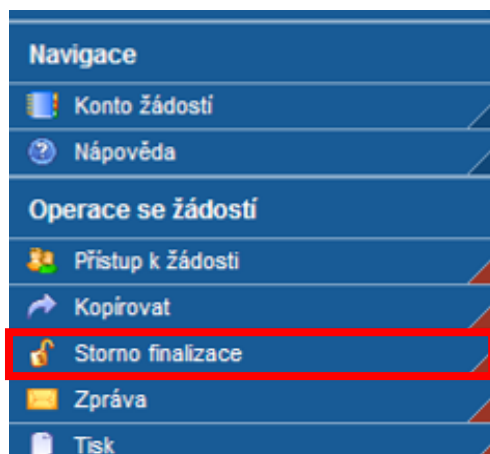 Navigace
Konto žádostí
Nápověda
Operace se žádostí
Přístup k žádosti
Kopírovat
Storno finalizace
Zpráva
Tisk